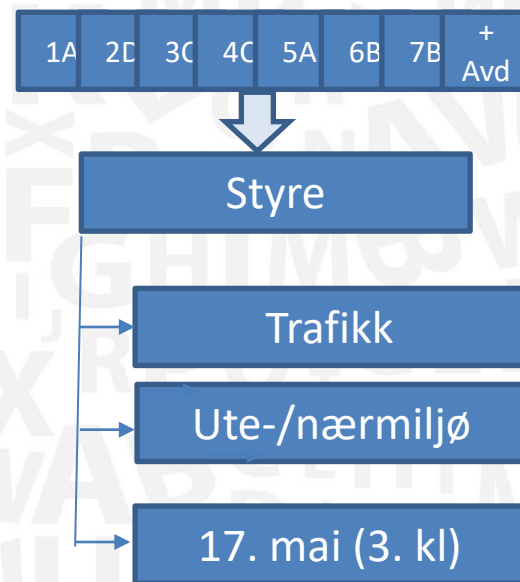 1A 2D 3C 4C 5A 6B 7B +
Avd
Styre
Trafikk
Ute-/nærmiljø
17. mai (3. kl)